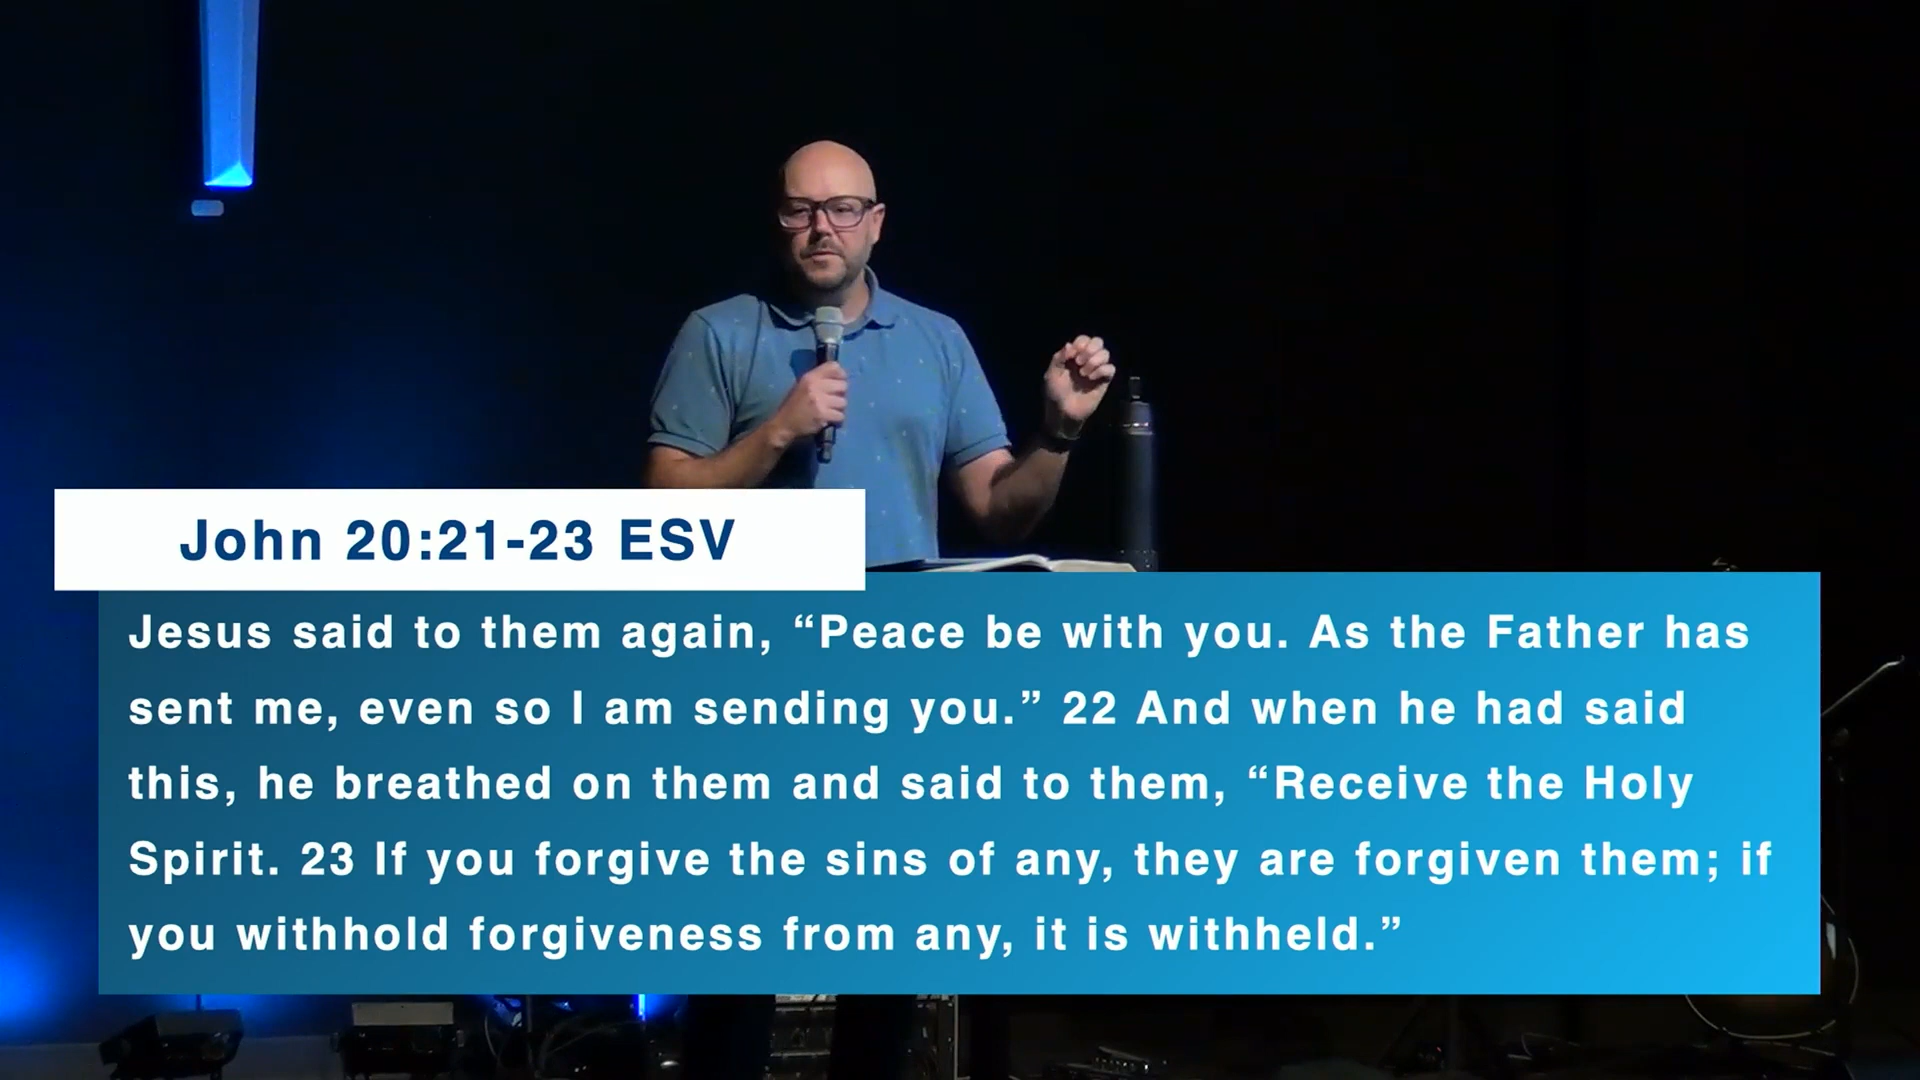 John 20:21-23 ESV
Jesus said to them again, “Peace be with you. As the Father has
sent me, even so I am sending you.” 22 And when he had said
this, he breathed on them and said to them, “Receive the Holy
Spirit. 23 If you forgive the sins of any, they are forgiven them; if
you withhold forgiveness from any, it is withheld.”